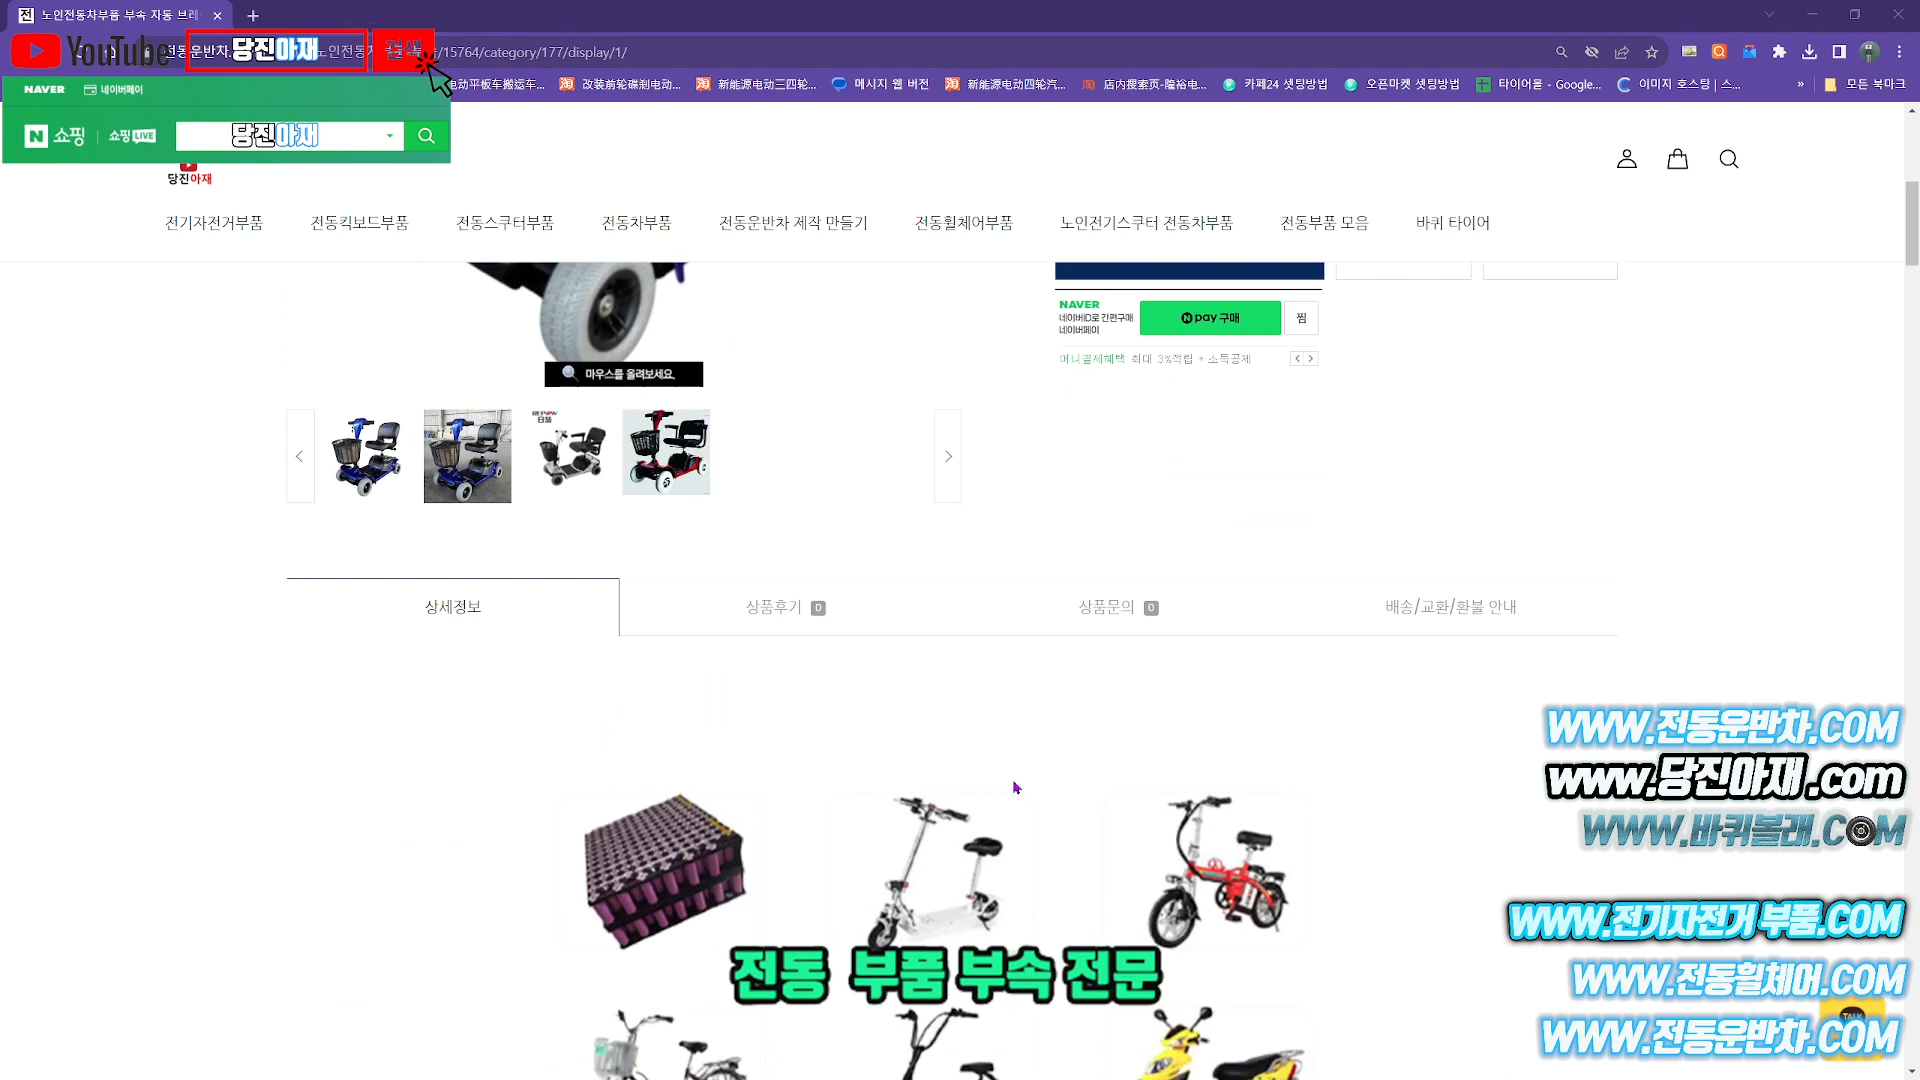 노인전동차부품 부속 자동 브레
YouTube
당진아재
전동운반차.
노인전동차
/15764/category/177/display/1/
电动平板车搬运车...
改装前轮碟刹电动...
新能源电动三四轮...
메시지 웹 버전
新能源电动四轮汽...
店内搜索页-隆裕电...
카페24 셋팅방법
오픈마켓 셋팅방법
타이어몰 - Google...
이미지 호스팅 | 스...
모든 북마크
NAVER 네이버페이
N 쇼핑 쇼핑LIVE 당진아재
당진아재
전기자전거부품
전동킥보드부품
전동스쿠터부품
전동차부품
전동운반차 제작 만들기
전동휠체어부품
노인전기스쿠터 전동차부품
전동부품 모음
바퀴 타이어
NAVER
네이버ID로 간편구매
네이버페이
N pay 구매
찜
머니결제혜택 최대 3%적립 + 소득공제
마우스를 올려보세요.
REPOW
상세정보
상품후기 0
상품문의 0
배송/교환/환불 안내
WWW.전동운반차.COM
www.당진아재.com
WWW.바퀴볼래.COM
WWW.전기자전거부품.COM
WWW.전동휠체어.COM
WWW.전동운반차.COM
전동 부품 부속 전문
TALK